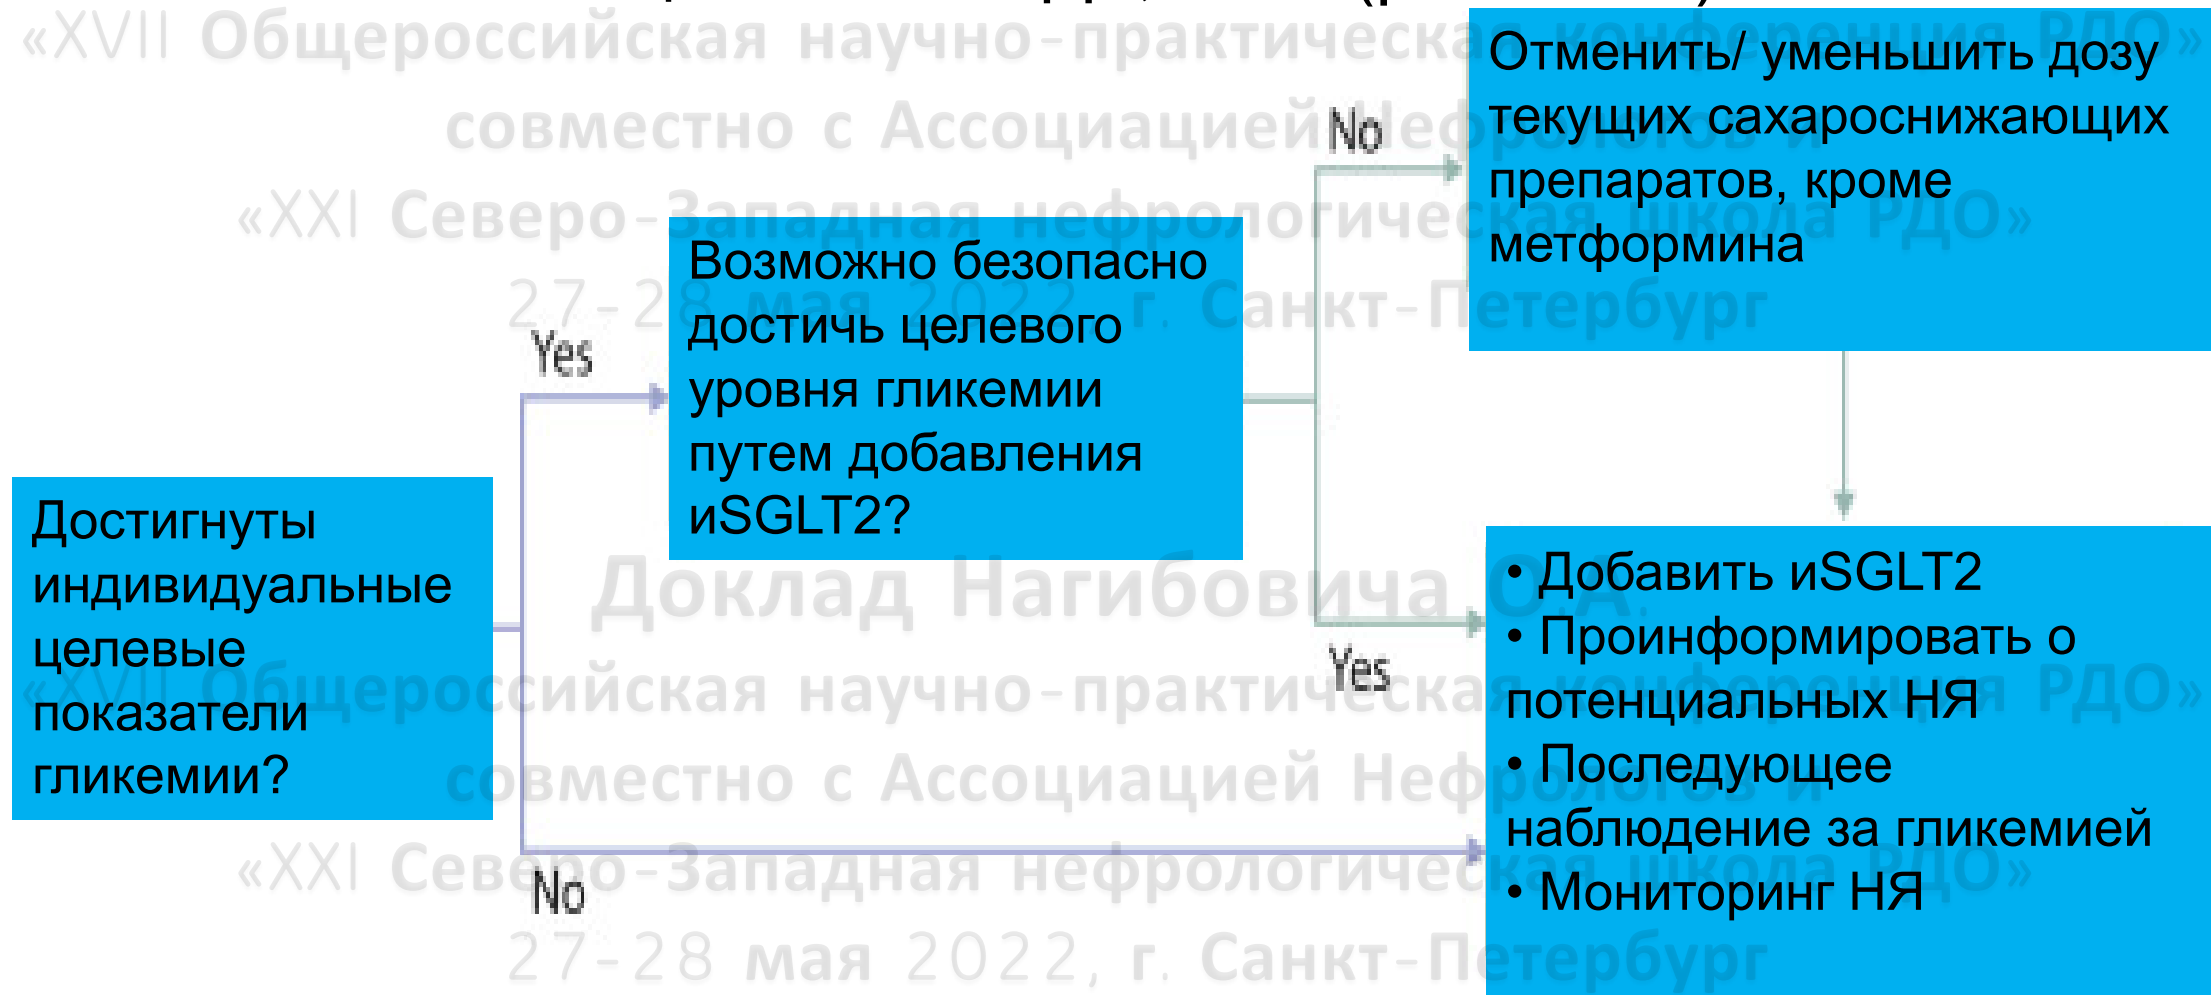 «XVII Общероссийская научно-практическая конференция РДО»
совместно с Ассоциацией Нефрологов и
«XXI Северо-Западная нефрологическая школа РДО»
27-28 мая 2022, г. Санкт-Петербург
Отменить/ уменьшить дозу
текущих сахароснижающих
препаратов, кроме
метформина
No
Возможно безопасно
достичь целевого
уровня гликемии
путем добавления
иSGLT2?
Yes
Достигнуты
индивидуальные
целевые
показатели
гликемии?
Доклад Нагибовича О.А.
• Добавить иSGLT2
• Проинформировать о
потенциальных НЯ
• Последующее
наблюдение за гликемией
• Мониторинг НЯ
Yes
No
«XVII Общероссийская научно-практическая конференция РДО»
совместно с Ассоциацией Нефрологов и
«XXI Северо-Западная нефрологическая школа РДО»
27-28 мая 2022, г. Санкт-Петербург